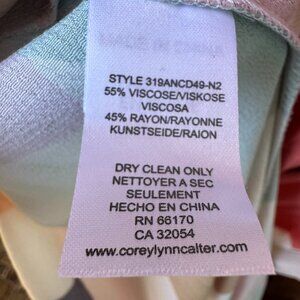 STYLE 319ANCD49-N2
55% VISCOSE/VISKOSE
VISCOSA
45% RAYON/RAYONNE
KUNSTSEIDE/RAION
DRY CLEAN ONLY
NETTOYER A SEC
SEULEMENT
HECHO EN CHINA
RN 66170
CA 32054
www.coreylynncalter.com